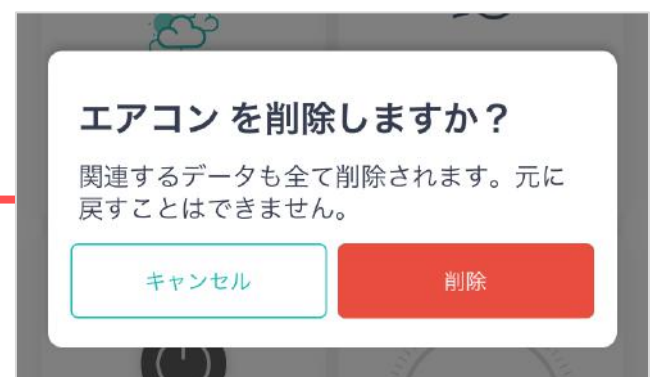 エアコン を削除しますか？
関連するデータも全て削除されます。元に
戻すことはできません。
キャンセル
削除